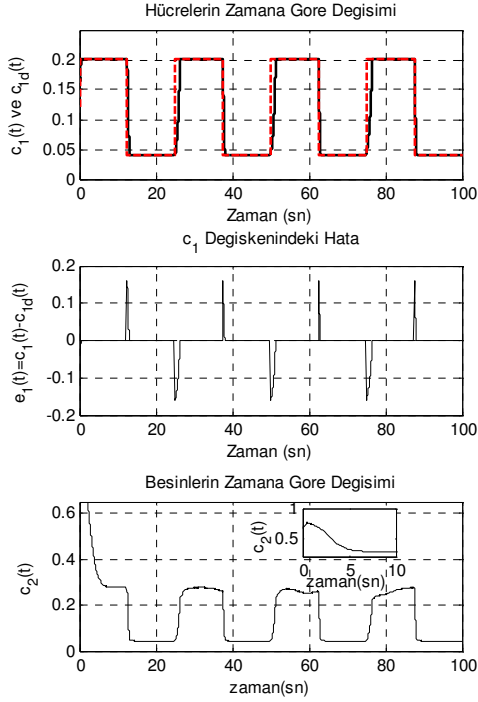 Hücrelerin Zamana Gore Degisimi
c1(t) ve c1d(t)
0.2
0.15
0.1
0.05
0
0 20 40 60 80 100
Zaman (sn)
c1 Degiskenindeki Hata
e1(t)=c1(t)-c1d(t)
0.2
0.1
0
-0.1
-0.2
0 20 40 60 80 100
Zaman (sn)
Besinlerin Zamana Gore Degisimi
c2(t)
0.6
0.4
0.2
0
0 20 40 60 80 100
zaman(sn)
c2(t)
1
0.5
0 5 10
zaman(sn)